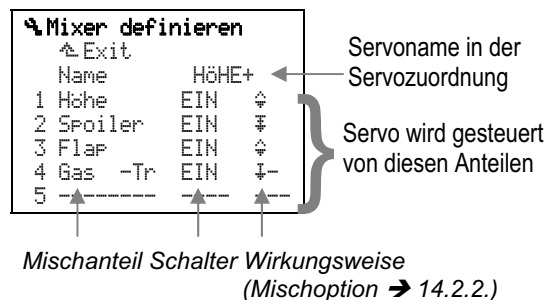 Mixer definieren
Exit
Name HöHE+
1 Höhe EIN
2 Spoiler EIN
3 Flap EIN
4 Gas -Tr EIN -
5 -------- ---- ---
Servoname in der
Servozuordnung
Servo wird gesteuert
von diesen Anteilen
Mischanteil Schalter Wirkungsweise
(Mischoption ➔ 14.2.2.)